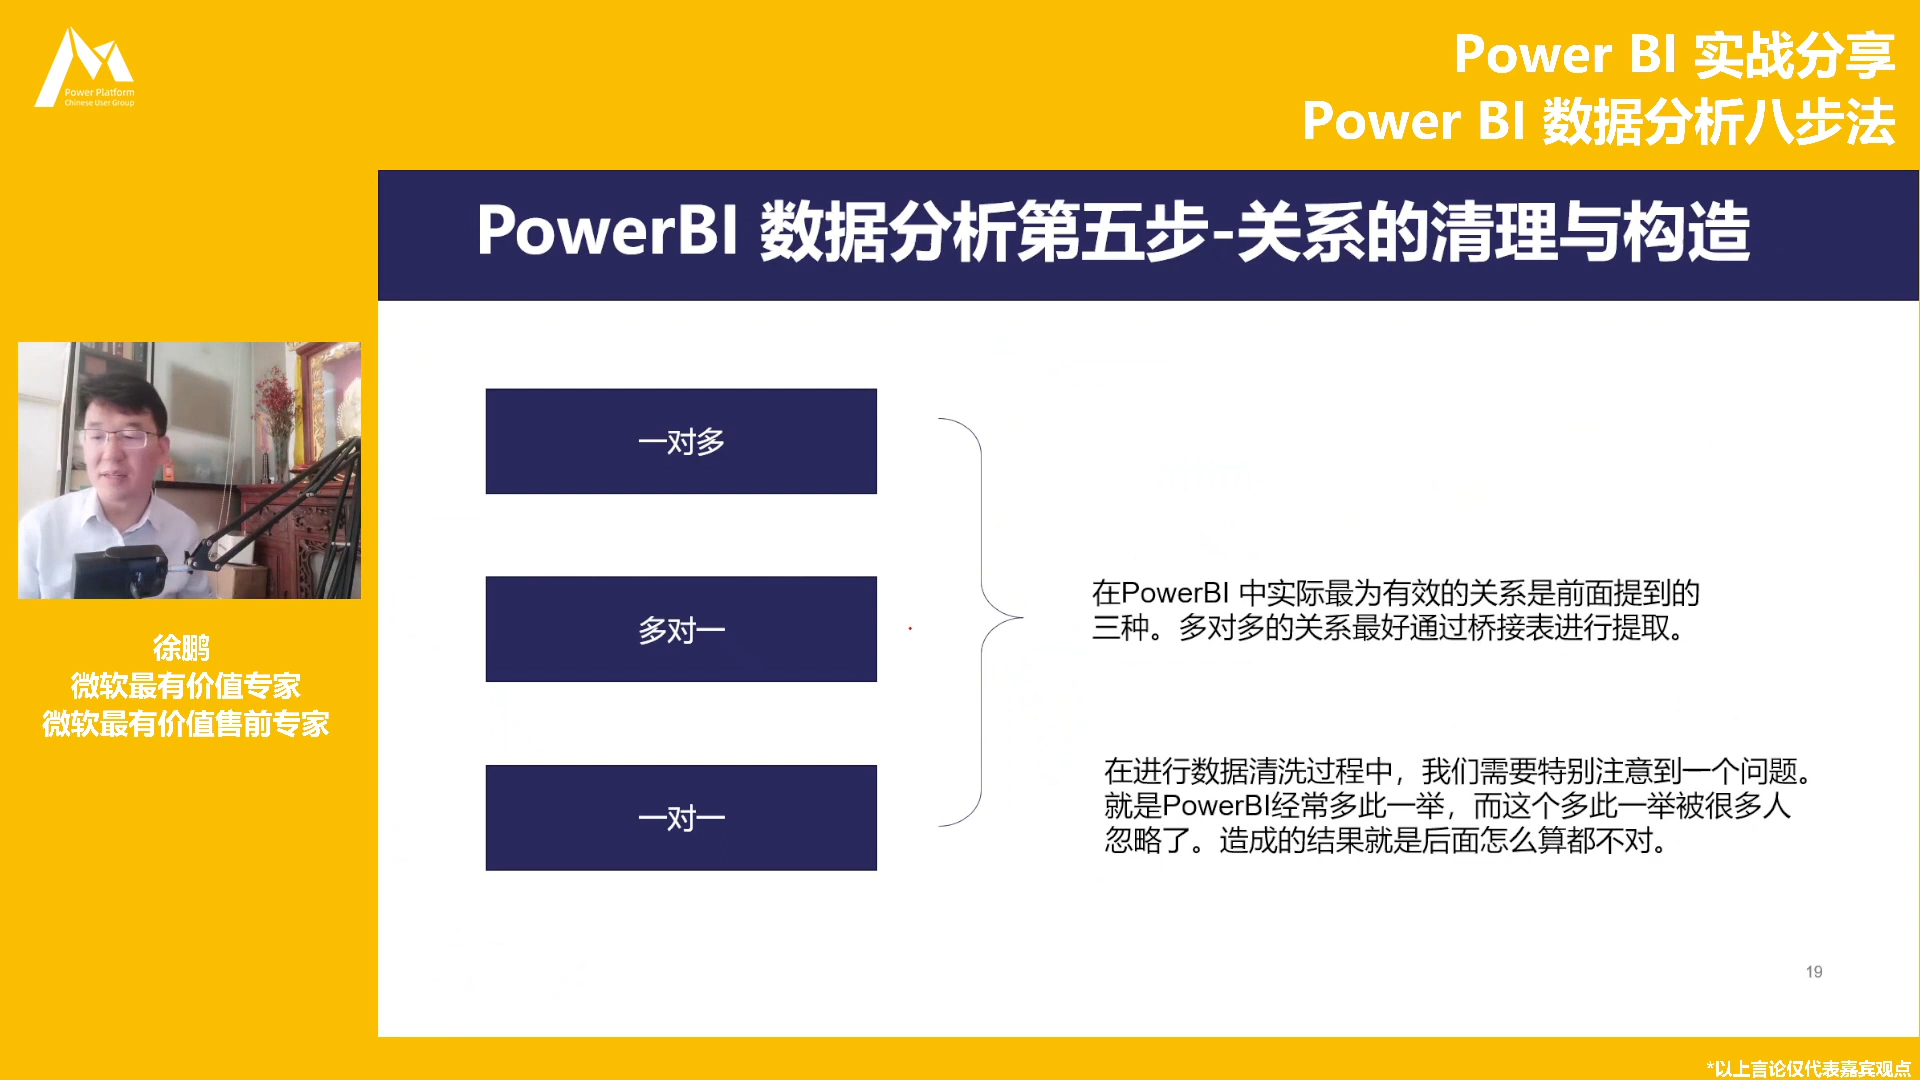 Power Platform
Chinese User Group
Power BI 实战分享
Power BI 数据分析八步法
PowerBI 数据分析第五步-关系的清理与构造
一对多
多对一
一对一
在PowerBI 中实际最为有效的关系是前面提到的
三种。多对多的关系最好通过桥接表进行提取。
在进行数据清洗过程中，我们需要特别注意到一个问题。
就是PowerBI经常多此一举，而这个多此一举被很多人
忽略了。造成的结果就是后面怎么算都不对。
徐鹏
微软最有价值专家
微软最有价值售前专家
19
*以上言论仅代表嘉宾观点